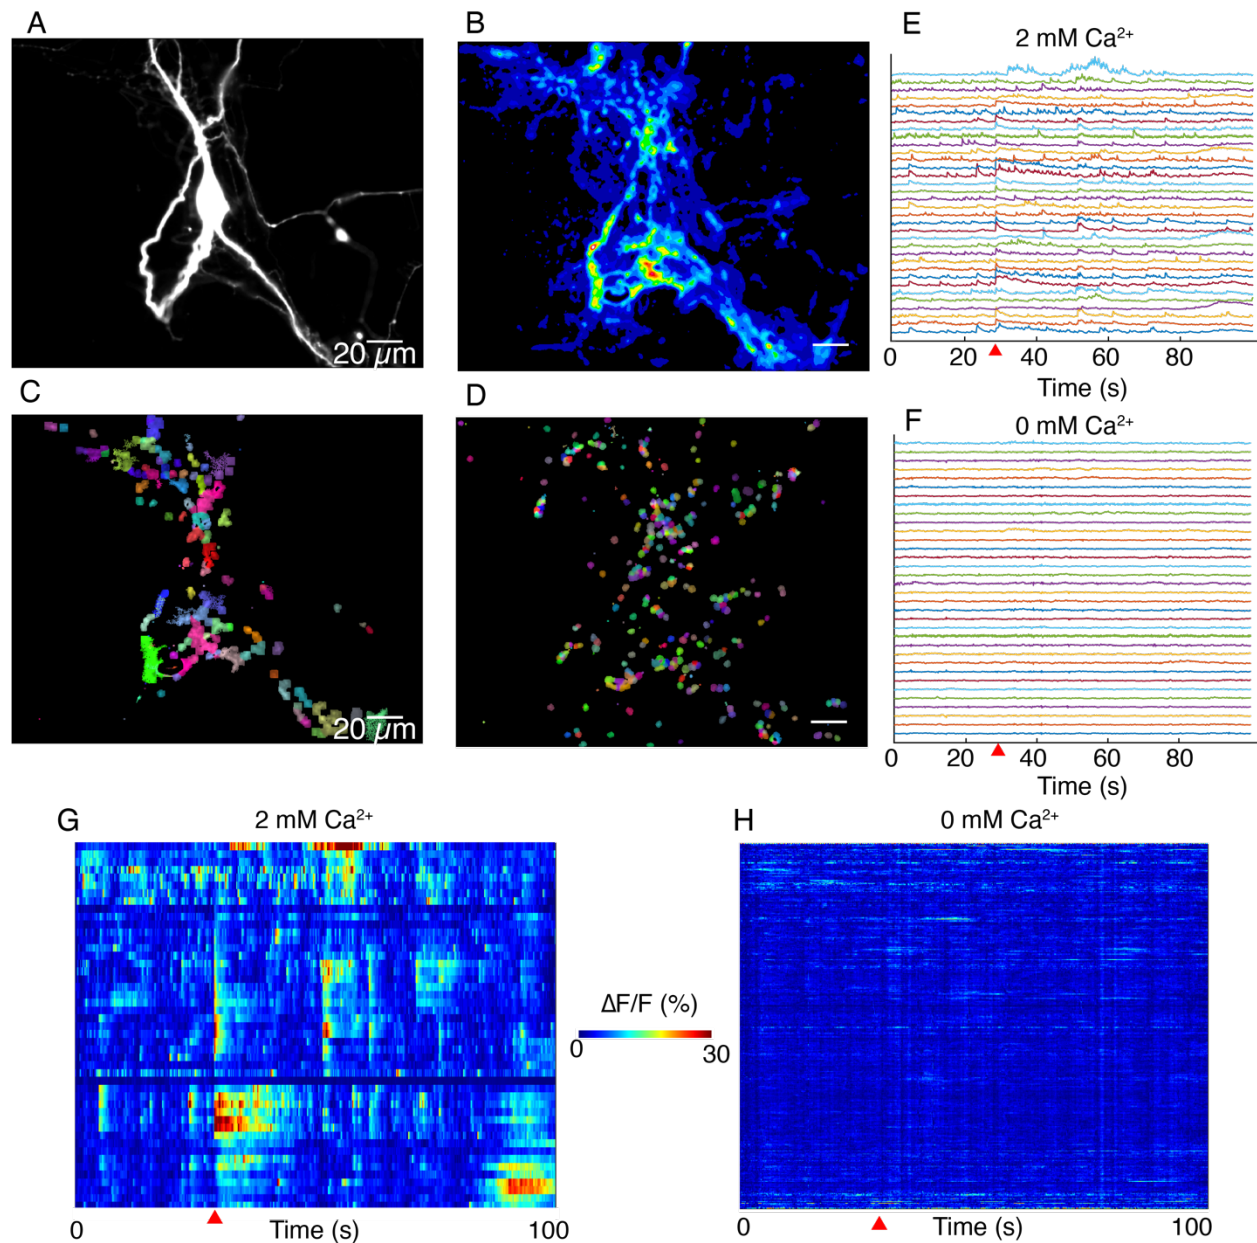 A
B
E
2 mM Ca²⁺
20 µm
0 20 40 60 80
Time (s)
C
D
F
0 mM Ca²⁺
20 µm
0 20 40 60 80
Time (s)
G
2 mM Ca²⁺
H
0 mM Ca²⁺
ΔF/F (%)
0 30
0 Time (s) 100
0 Time (s) 100